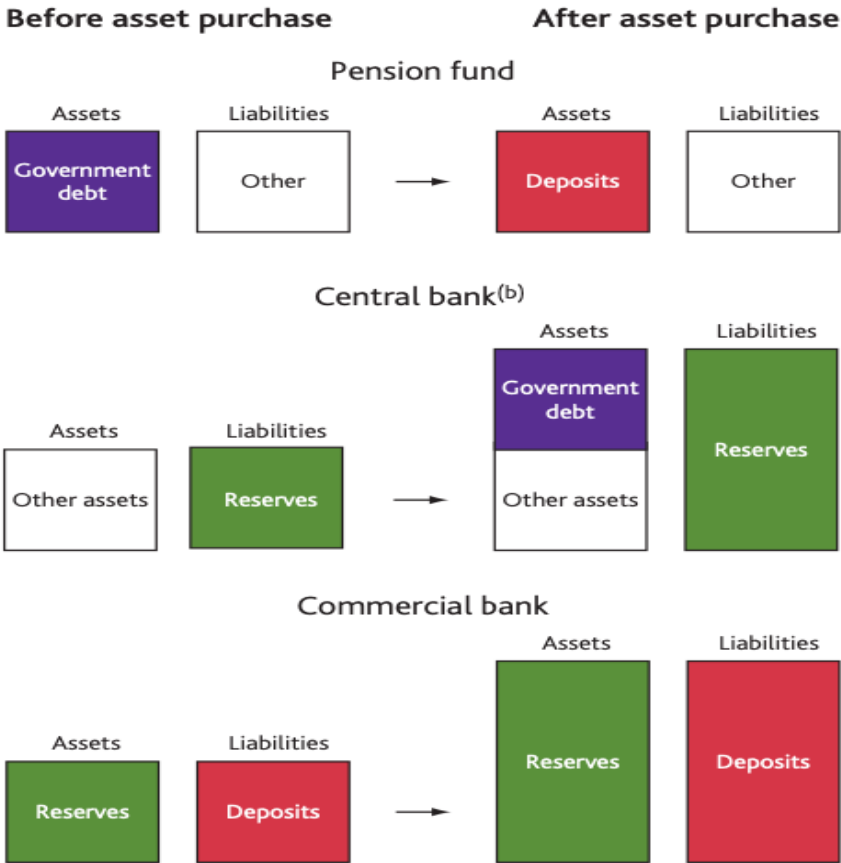 Before asset purchase After asset purchase
Pension fund
Assets Liabilities Assets Liabilities
Government
debt
Other
Deposits
Other
Central bank(b)
Assets Liabilities
Government
debt
Assets Liabilities
Reserves
Other assets
Reserves
Other assets
Commercial bank
Assets Liabilities
Assets Liabilities
Reserves
Deposits
Reserves
Deposits